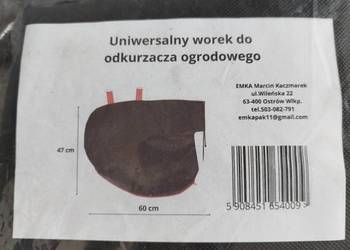 Uniwersalny worek do
odkurzacza ogrodowego
EMKA Marcin Kaczmarek
ul.Wileńska 22
63-400 Ostrów Wlkp.
tel.503-082-791
emkapak11@gmail.com
47 cm
60 cm
5 908451 654009 >